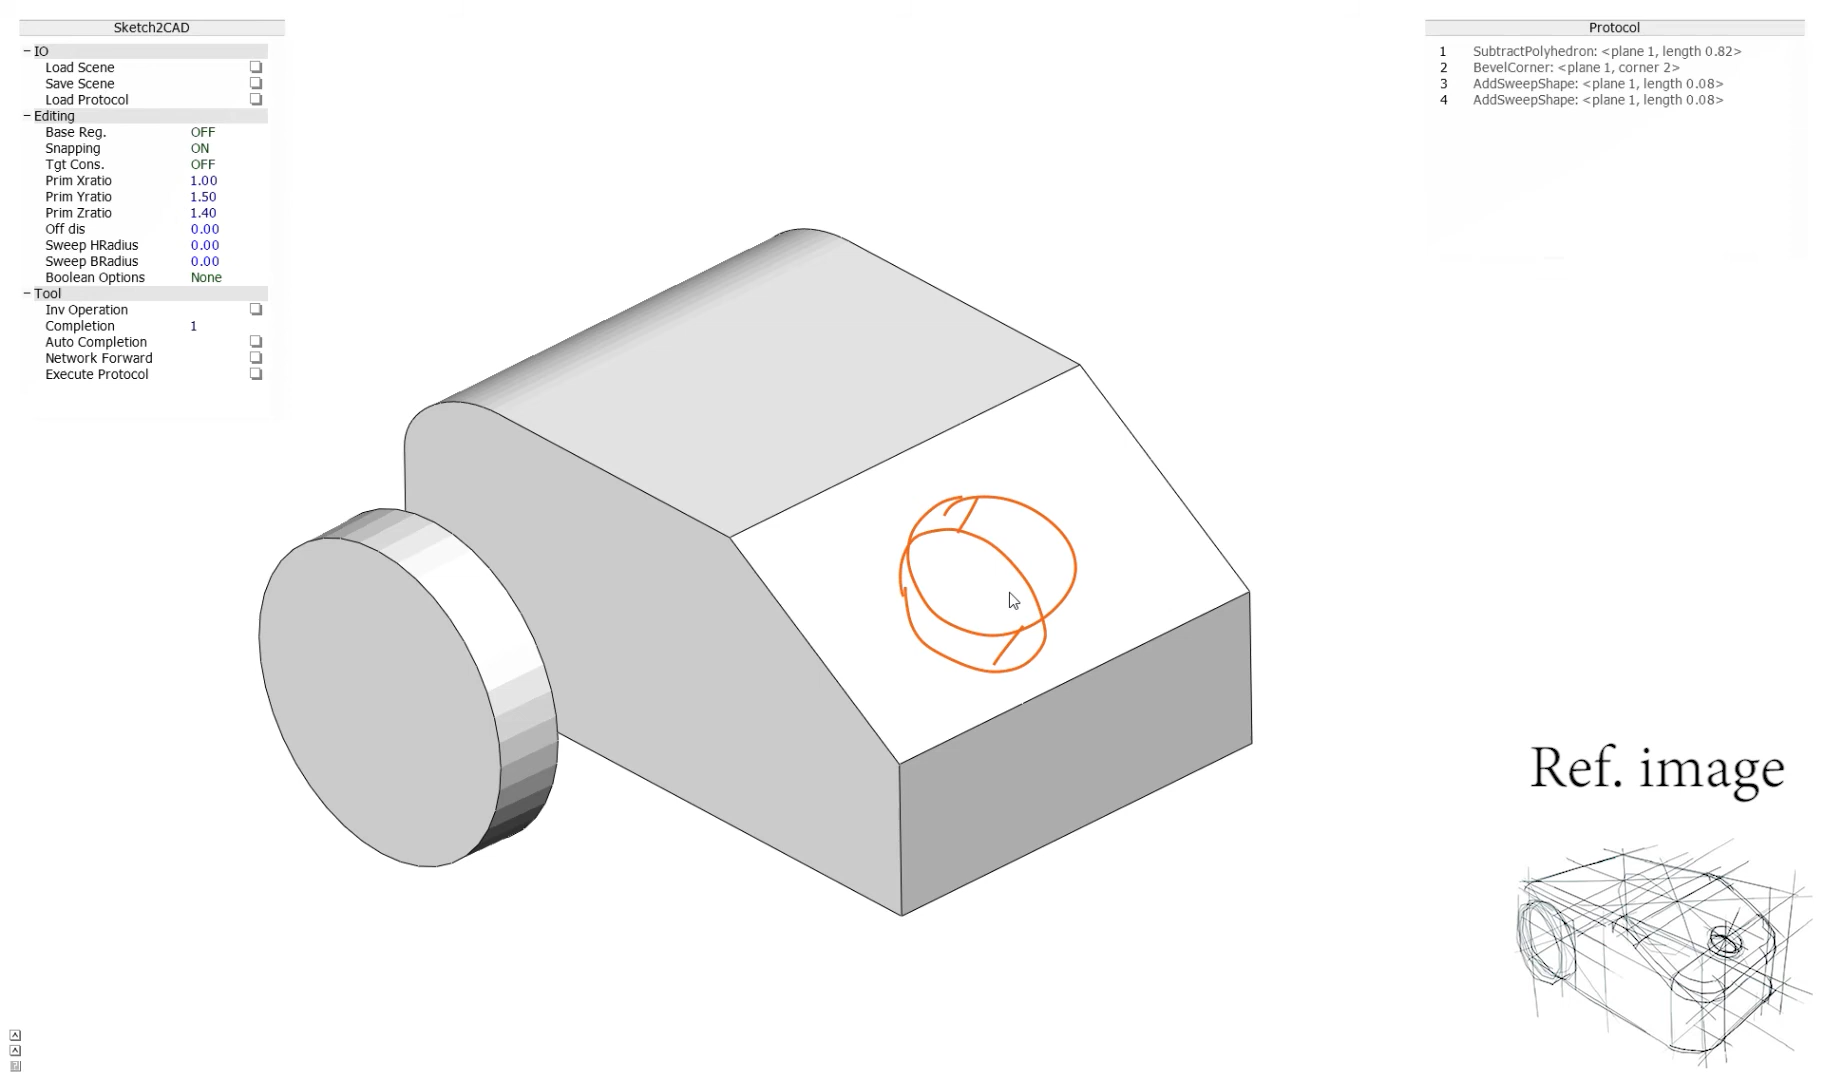 Sketch2CAD
− IO
Load Scene
Save Scene
Load Protocol
− Editing
Base Reg. OFF
Snapping ON
Tgt Cons. OFF
Prim Xratio 1.00
Prim Yratio 1.50
Prim Zratio 1.40
Off dis 0.00
Sweep HRadius 0.00
Sweep BRadius 0.00
Boolean Options None
− Tool
Inv Operation
Completion 1
Auto Completion
Network Forward
Execute Protocol
Protocol
1 SubtractPolyhedron: <plane 1, length 0.82>
2 BevelCorner: <plane 1, corner 2>
3 AddSweepShape: <plane 1, length 0.08>
4 AddSweepShape: <plane 1, length 0.08>
Ref. image